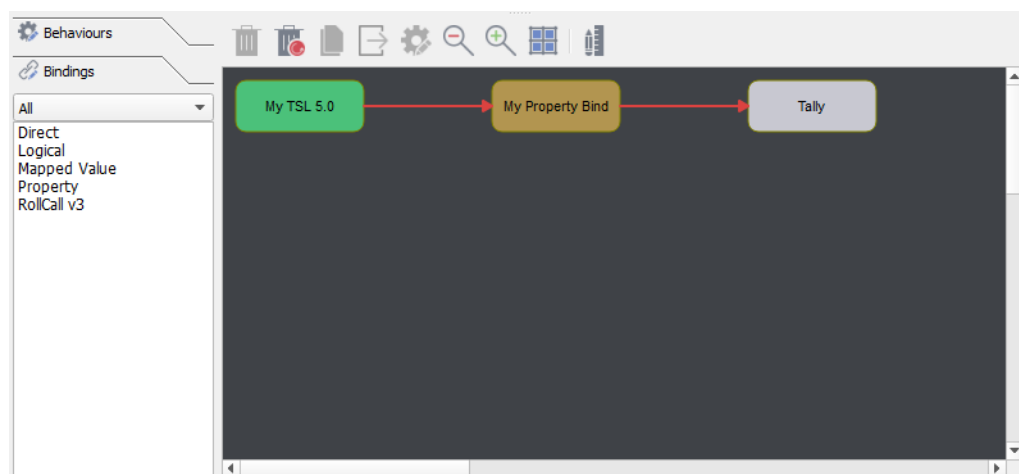 Behaviours
Bindings
All
Direct
Logical
Mapped Value
Property
RollCall v3
My TSL 5.0
My Property Bind
Tally